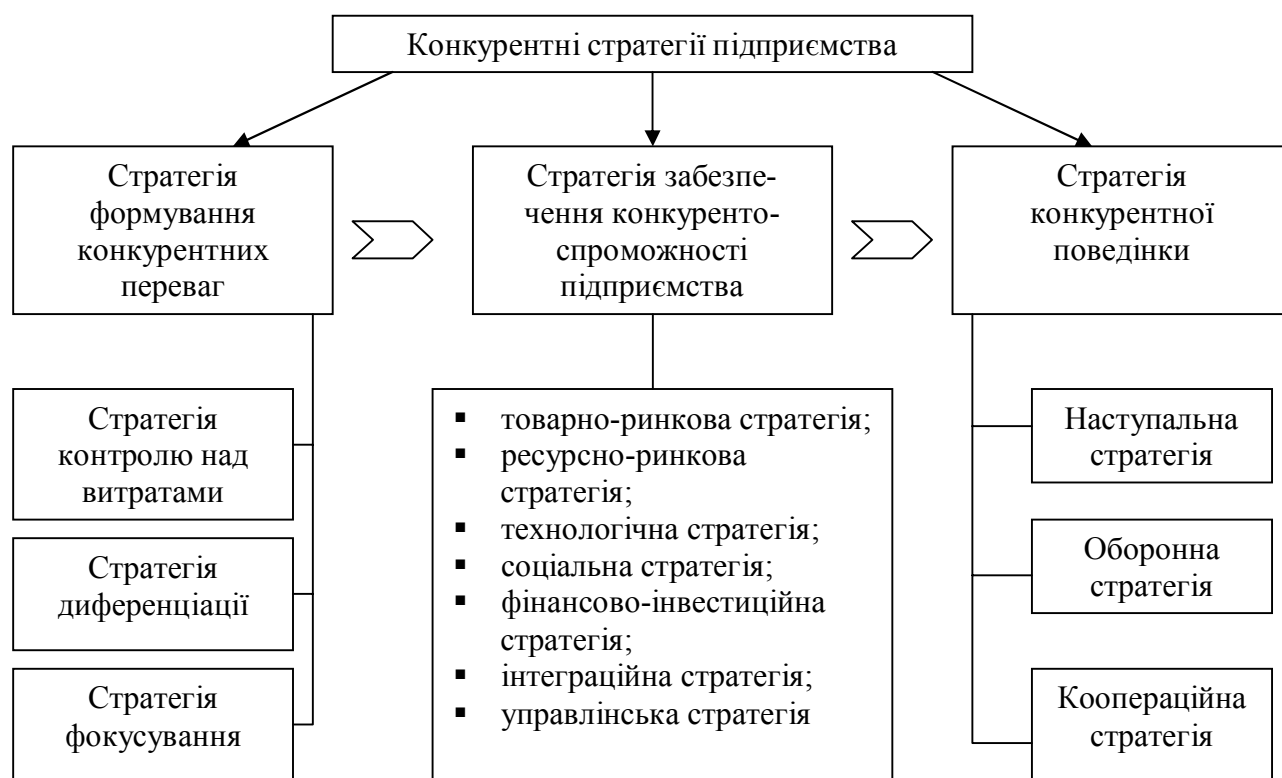 Конкурентні стратегії підприємства
Стратегія
формування
конкурентних
переваг
Стратегія забезпе-
чення конкуренто-
спроможності
підприємства
Стратегія
конкурентної
поведінки
Стратегія
контролю над
витратами
Стратегія
диференціації
Стратегія
фокусування
▪ товарно-ринкова стратегія;
▪ ресурсно-ринкова
стратегія;
▪ технологічна стратегія;
▪ соціальна стратегія;
▪ фінансово-інвестиційна
стратегія;
▪ інтеграційна стратегія;
▪ управлінська стратегія
Наступальна
стратегія
Оборонна
стратегія
Коопераційна
стратегія